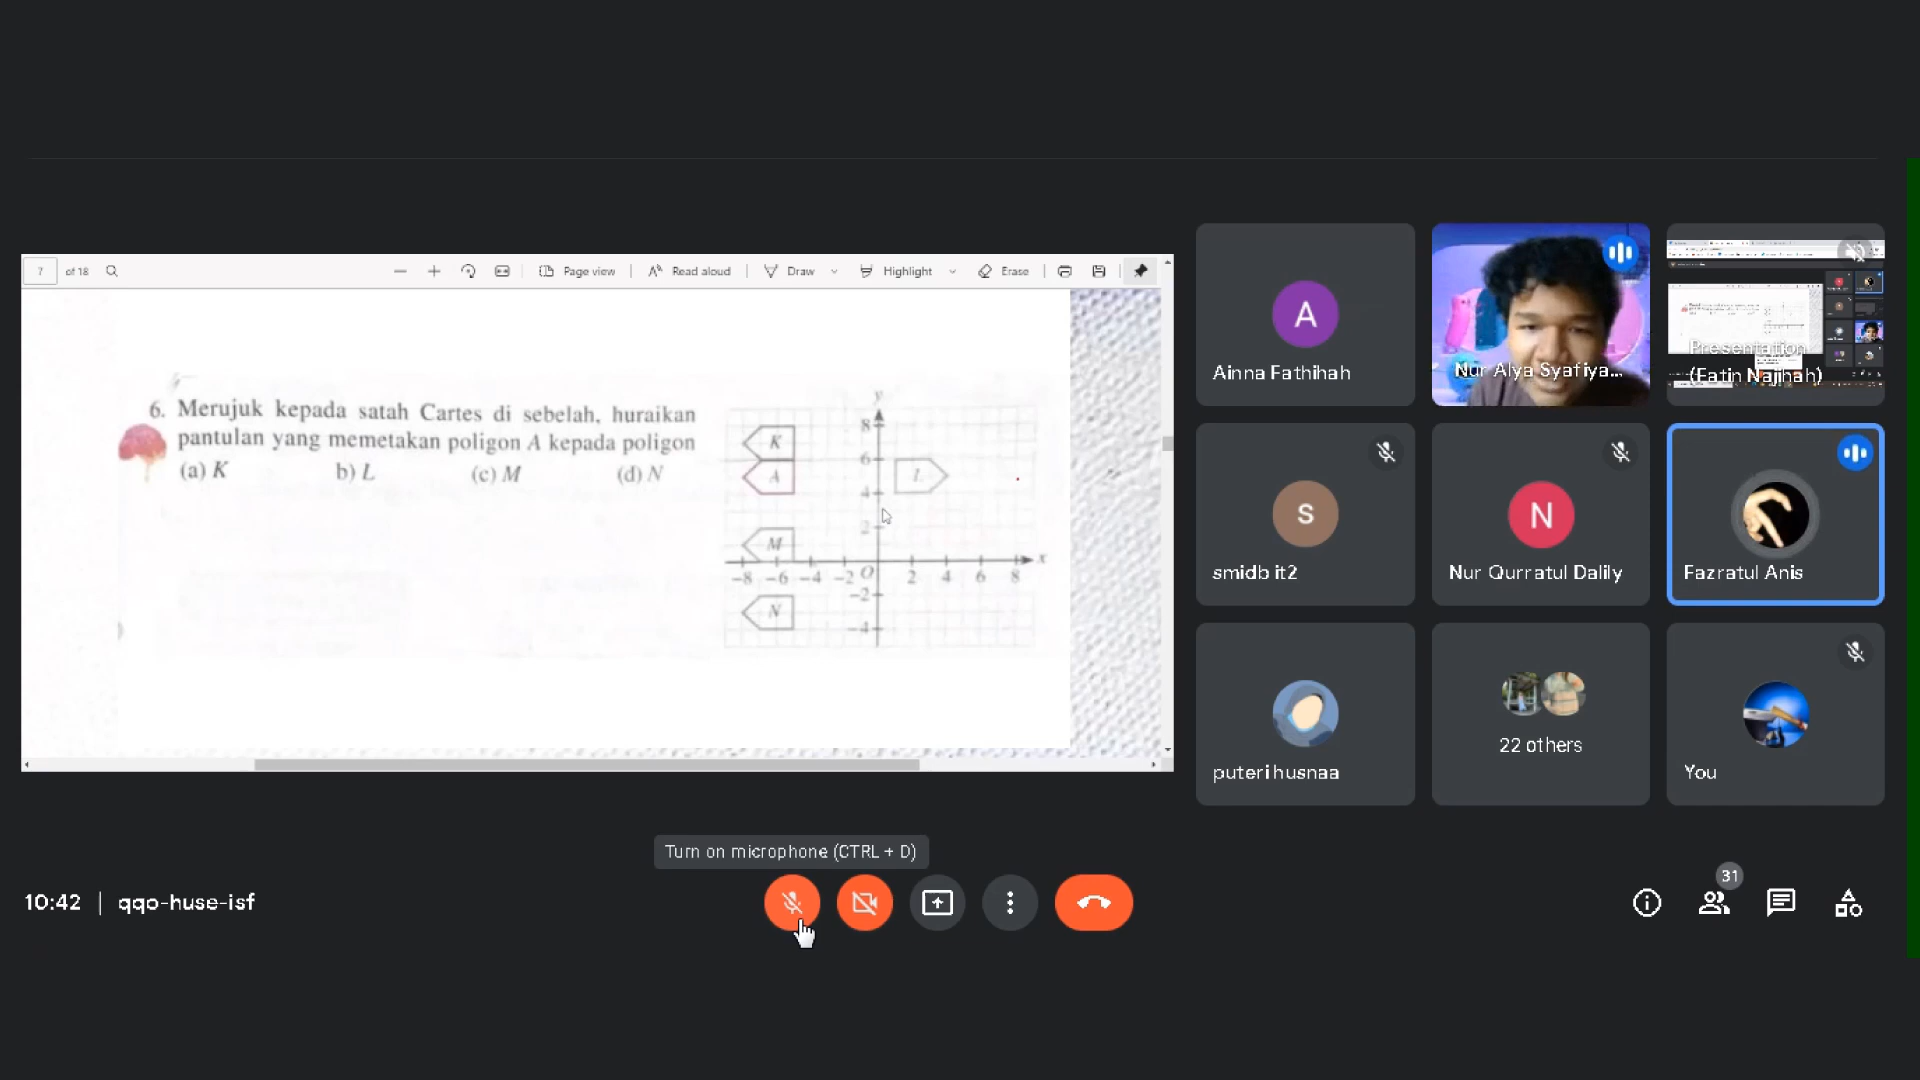 7 of 18
Page view
Read aloud
Draw
Highlight
Erase
6. Merujuk kepada satah Cartes di sebelah, huraikan
pantulan yang memetakan poligon A kepada poligon
(a) K b) L (c) M (d) N
y
8
K
6
A
L
4
2
M
x
-8 -6 -4 -2 O 2 4 6 8
-2
N
-4
A
Ainna Fathihah
Nur Alya Syafiya...
Presentation
(Fatin Najihah)
S
smidb it2
N
Nur Qurratul Dalily
Fazratul Anis
puteri husnaa
22 others
You
Turn on microphone (CTRL + D)
10:42 | qqo-huse-isf
31